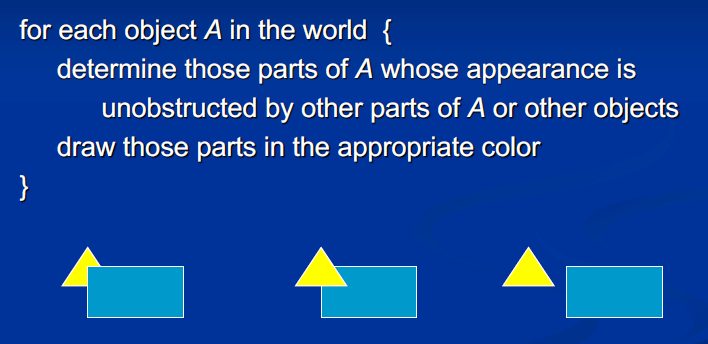 for each object A in the world {
determine those parts of A whose appearance is
unobstructed by other parts of A or other objects
draw those parts in the appropriate color
}